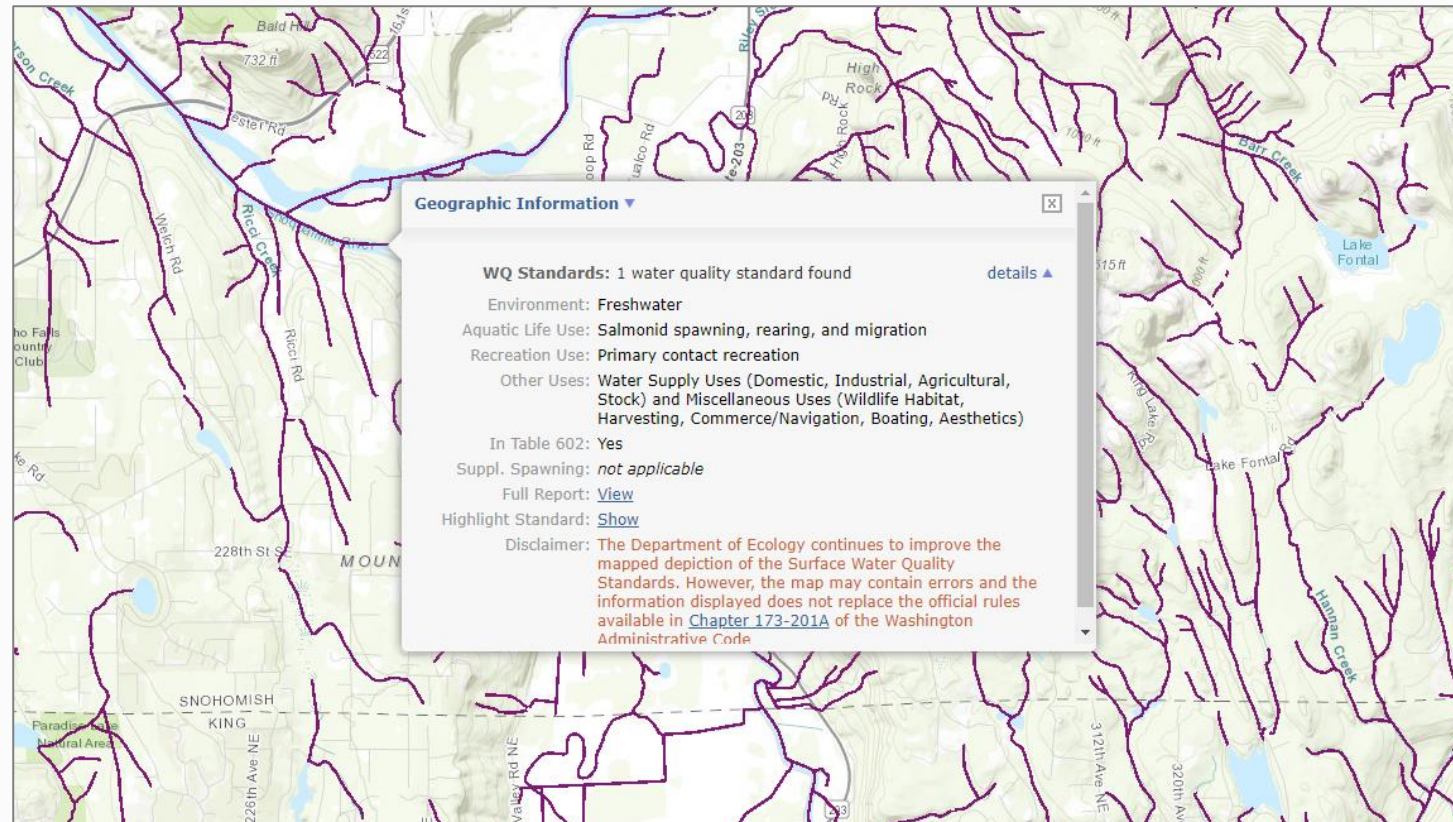 Bald Hill
732 ft
522
Riley Sl
High
Rock
1000 ft
Barr Creek
Lake
Fontal
203
Welch Rd
Ricci Creek
Snoqualmie River
Ricci Rd
Geographic Information ▼
WQ Standards: 1 water quality standard found details ▲
Environment: Freshwater
Aquatic Life Use: Salmonid spawning, rearing, and migration
Recreation Use: Primary contact recreation
Other Uses: Water Supply Uses (Domestic, Industrial, Agricultural,
Stock) and Miscellaneous Uses (Wildlife Habitat,
Harvesting, Commerce/Navigation, Boating, Aesthetics)
In Table 602: Yes
Suppl. Spawning: not applicable
Full Report: View
Highlight Standard: Show
Disclaimer: The Department of Ecology continues to improve the
mapped depiction of the Surface Water Quality
Standards. However, the map may contain errors and the
information displayed does not replace the official rules
available in Chapter 173-201A of the Washington
Administrative Code
515 ft
King Lake Rd
Lake Fontal Rd
Hannan Creek
228th St SE
MOUN
SNOHOMISH
KING
Paradise Lake
Natural Area
226th Ave NE
Valley Rd NE
203
312th Ave NE
320th Av